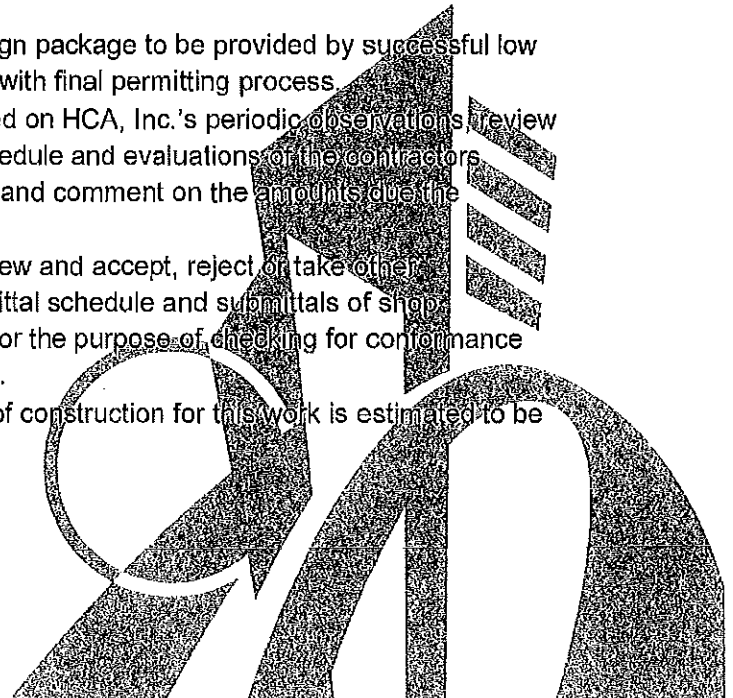 gn package to be provided by successful low
with final permitting process.
ed on HCA, Inc.'s periodic observations, review
edule and evaluations of the contractors
and comment on the amounts due the
ew and accept, reject or take other
ittal schedule and submittals of shop
or the purpose of checking for conformance
.
of construction for this work is estimated to be